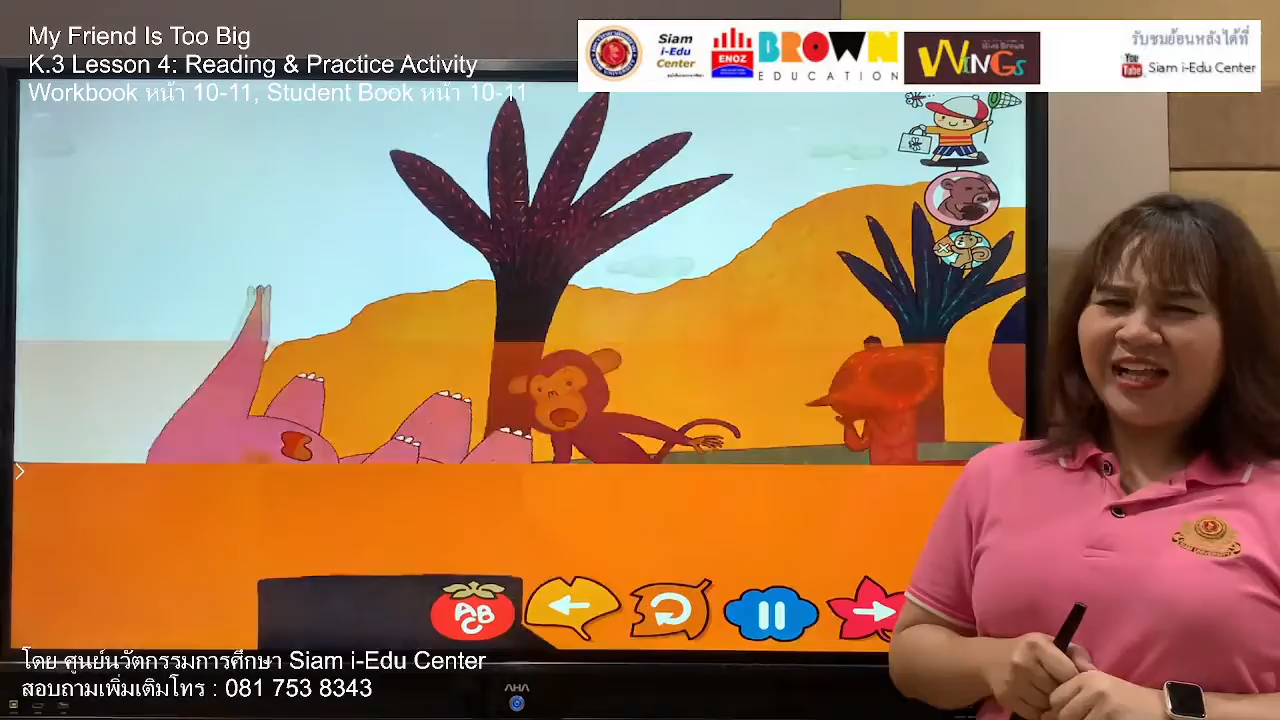 My Friend Is Too Big
K.3 Lesson 4: Reading & Practice Activity
Workbook หน้า 10-11, Student Book หน้า 10-11
Siam
i-Edu
Center
ENOZ
BROWN
EDUCATION
WiNGs
รับชมย้อนหลังได้ที่
You Tube Siam i-Edu Center
ABC
โดย ศูนย์นวัตกรรมการศึกษา Siam i-Edu Center
สอบถามเพิ่มเติมโทร : 081 753 8343
AHA